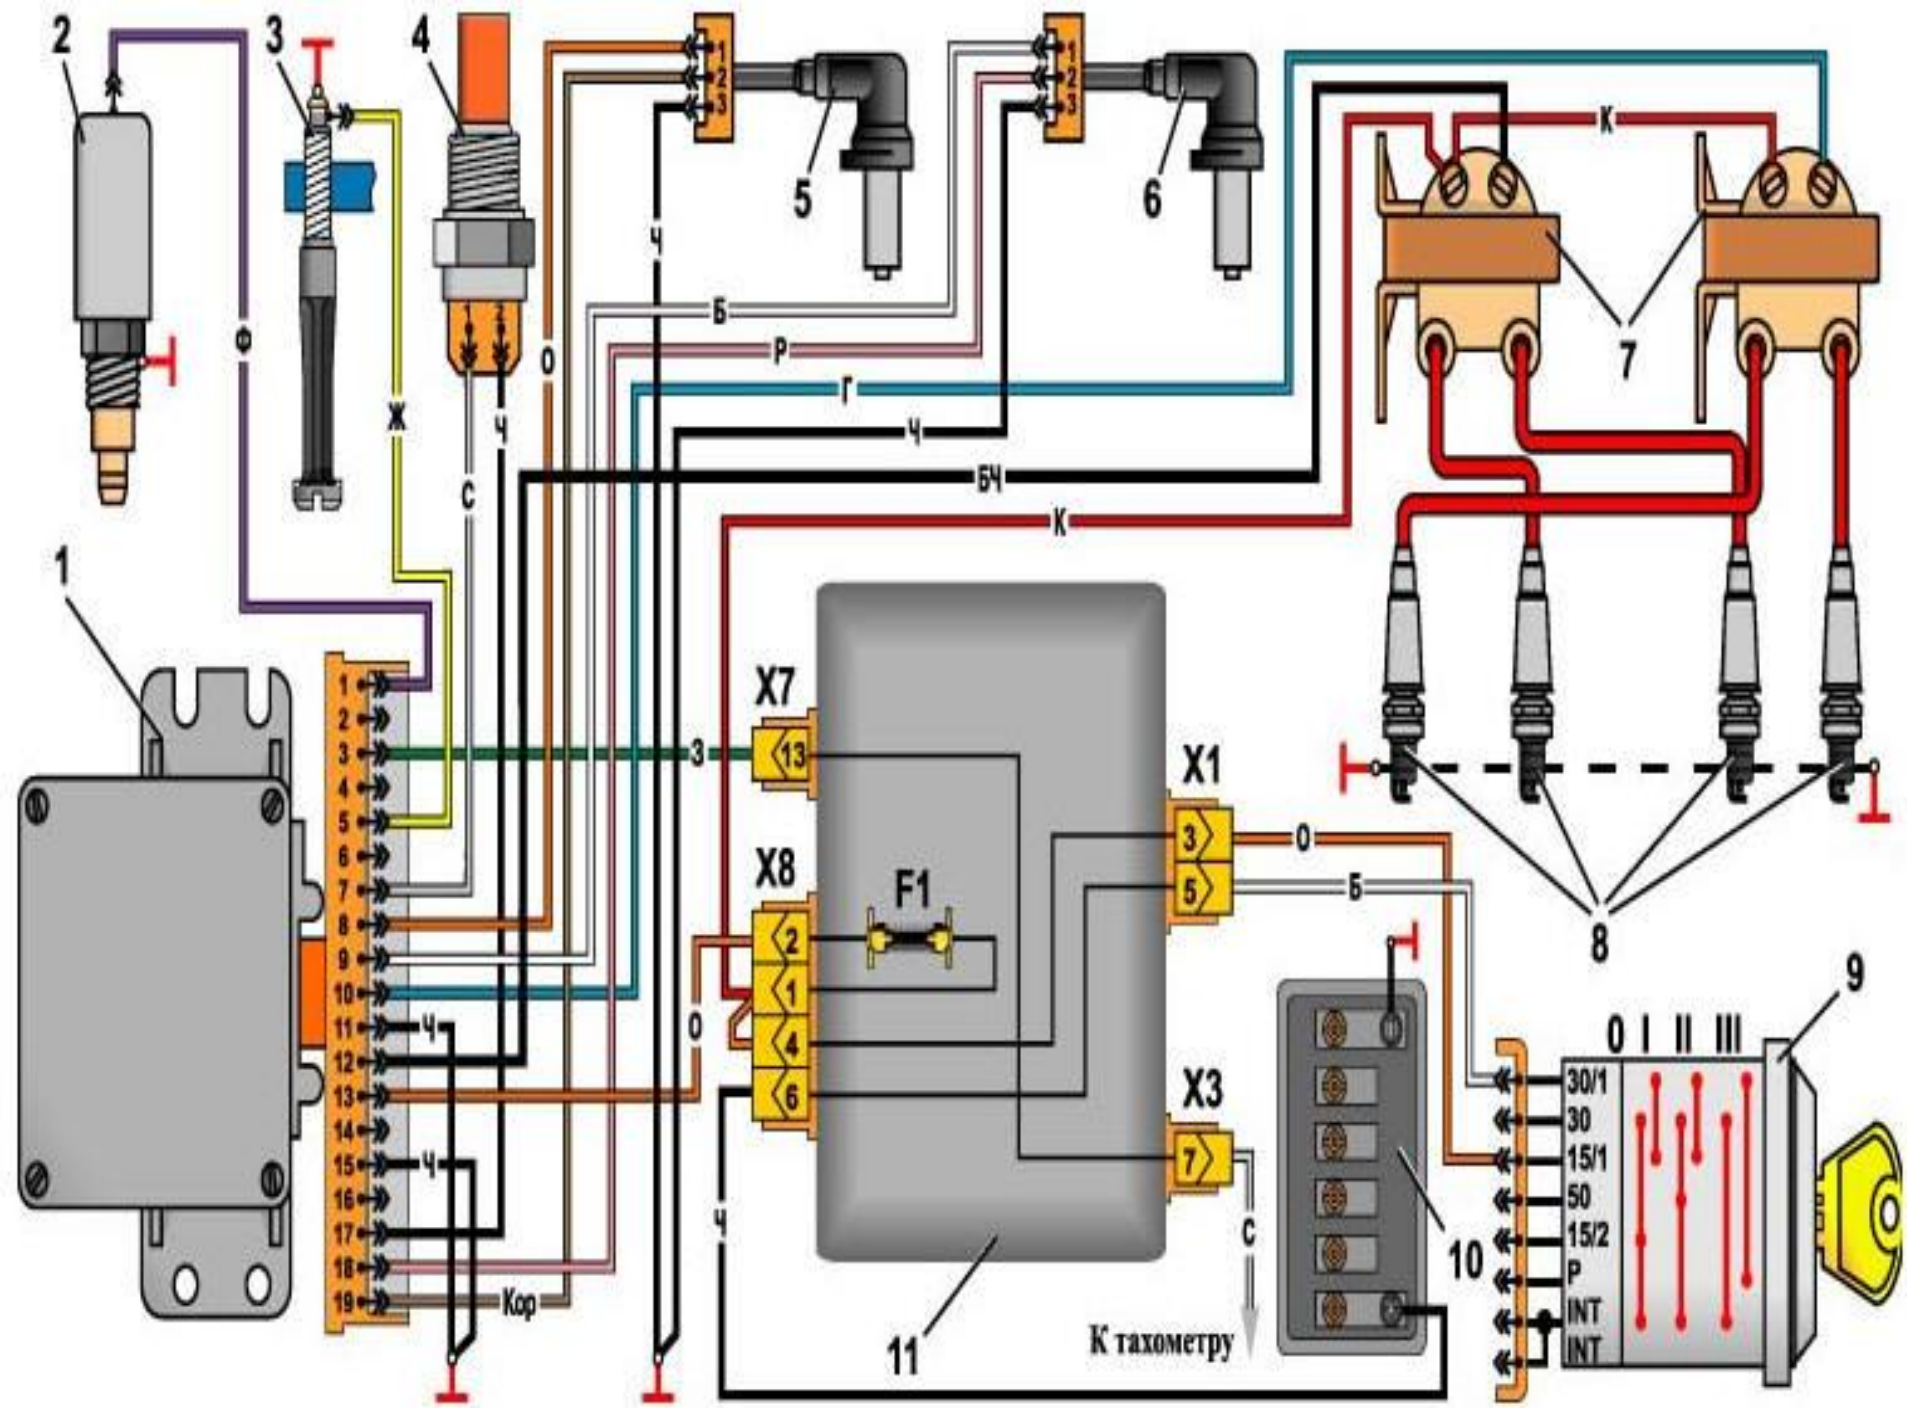 2
3
4
1
2
3
1
2
3
5
6
К
7
1 2
Ф
Ж
О
Ч
Ч
С
Б
Р
Г
Ч
БЧ
К
1
1
2
3
4
5
6
7
8
9
10
11
12
13
14
15
16
17
18
19
Ч
Ч
Кор
З
О
Ч
X7
13
X8
2
1
4
6
F1
X1
3
5
X3
7
О
Б
С
8
9
10
11
К тахометру
0 I II III
30/1
30
15/1
50
15/2
P
INT
INT